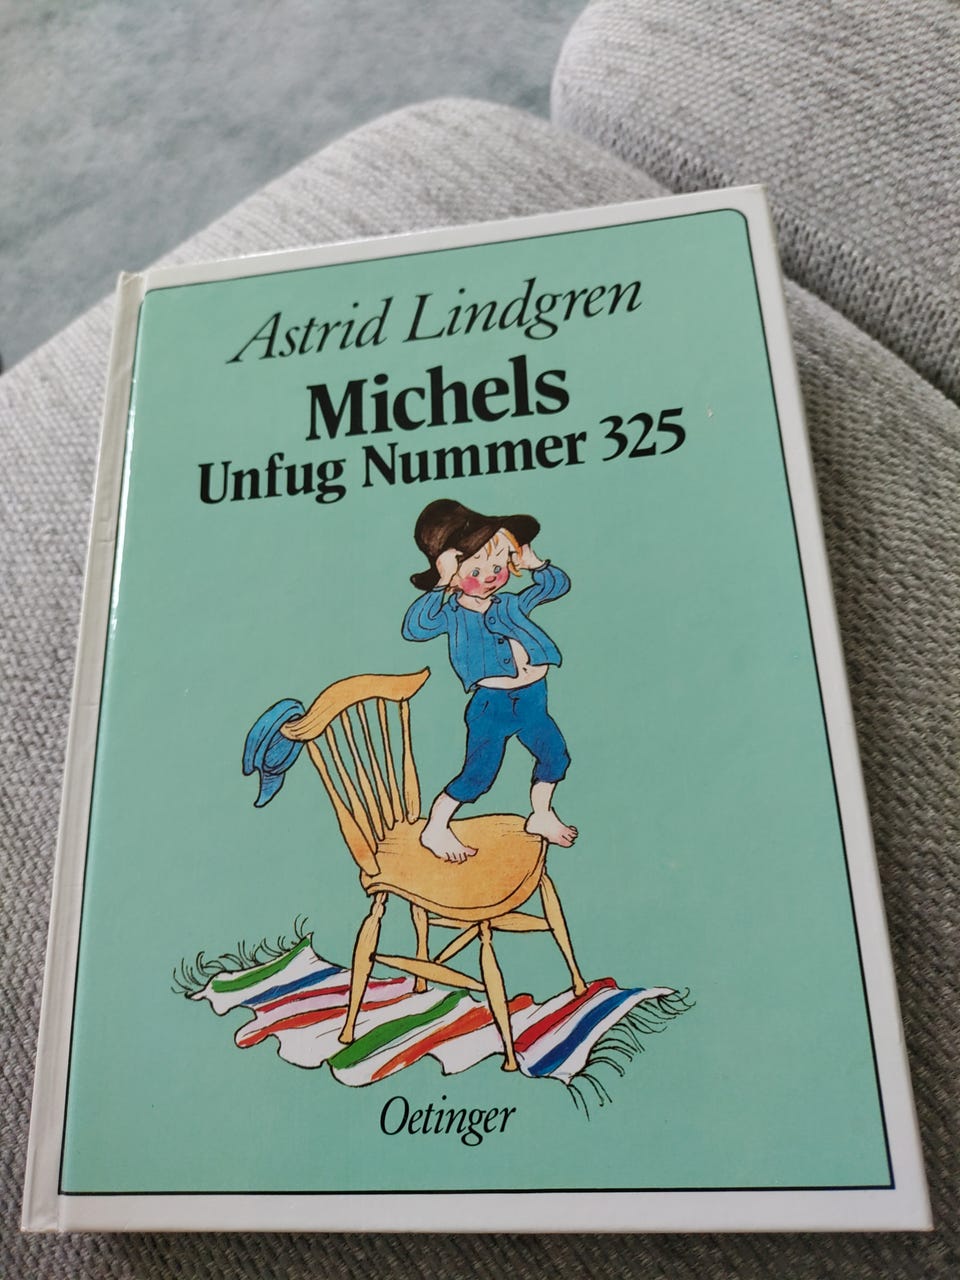 Astrid Lindgren
Michels
Unfug Nummer 325
Oetinger